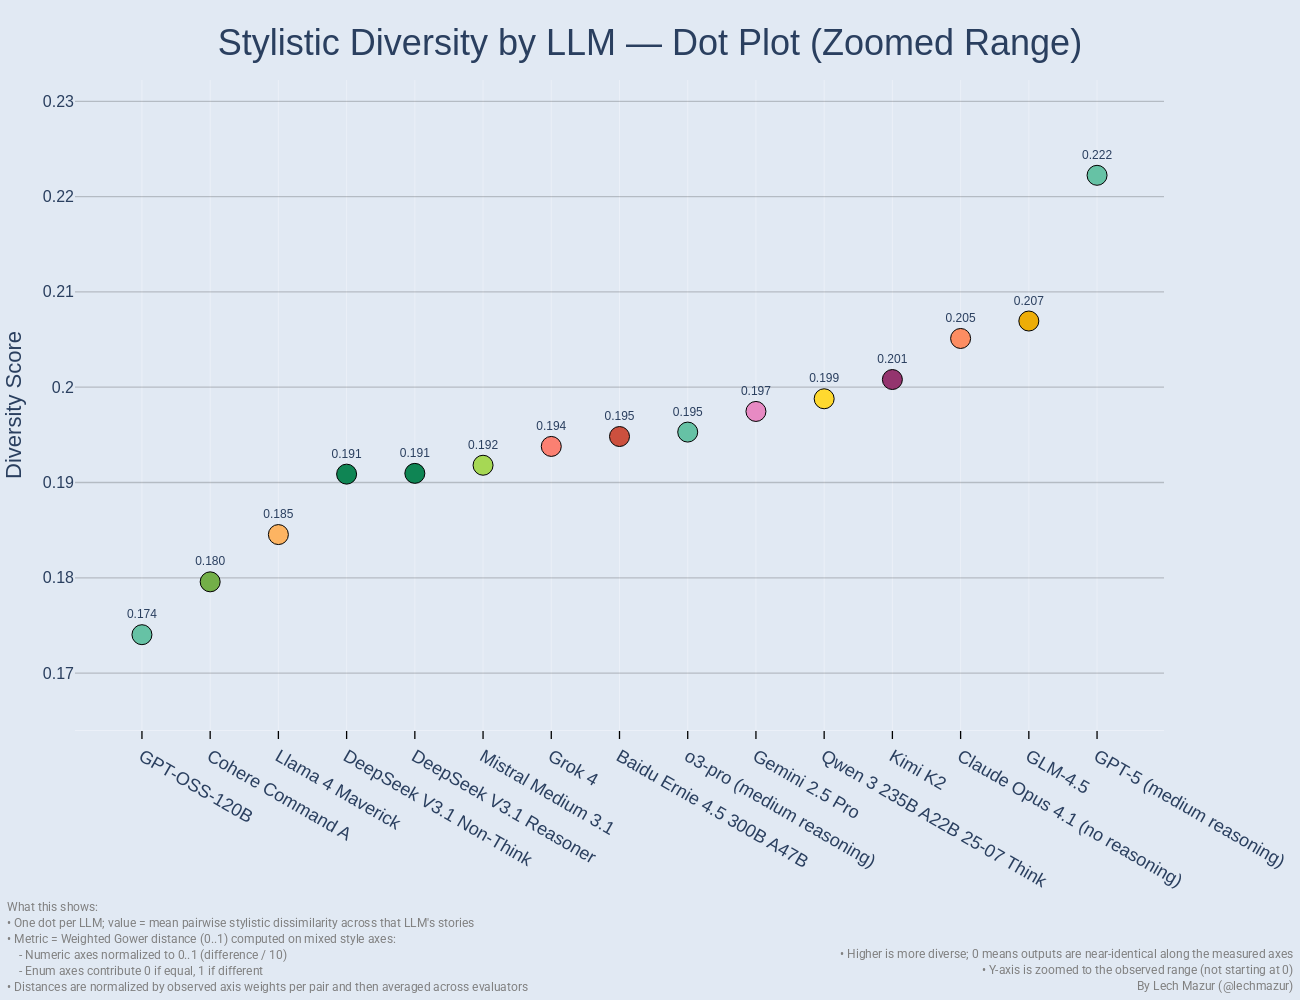 Stylistic Diversity by LLM — Dot Plot (Zoomed Range)
Diversity Score
0.23
0.22
0.21
0.2
0.19
0.18
0.17
0.174
0.180
0.185
0.191
0.191
0.192
0.194
0.195
0.195
0.197
0.199
0.201
0.205
0.207
0.222
GPT-OSS-120B
Cohere Command A
Llama 4 Maverick
DeepSeek V3.1 Non-Think
DeepSeek V3.1 Reasoner
Mistral Medium 3.1
Grok 4
Baidu Ernie 4.5 300B A47B
o3-pro (medium reasoning)
Gemini 2.5 Pro
Qwen 3 235B A22B 25-07 Think
Kimi K2
Claude Opus 4.1 (no reasoning)
GLM-4.5
GPT-5 (medium reasoning)
What this shows:
• One dot per LLM; value = mean pairwise stylistic dissimilarity across that LLM's stories
• Metric = Weighted Gower distance (0..1) computed on mixed style axes:
- Numeric axes normalized to 0..1 (difference / 10)
- Enum axes contribute 0 if equal, 1 if different
• Distances are normalized by observed axis weights per pair and then averaged across evaluators
• Higher is more diverse; 0 means outputs are near-identical along the measured axes
• Y-axis is zoomed to the observed range (not starting at 0)
By Lech Mazur (@lechmazur)